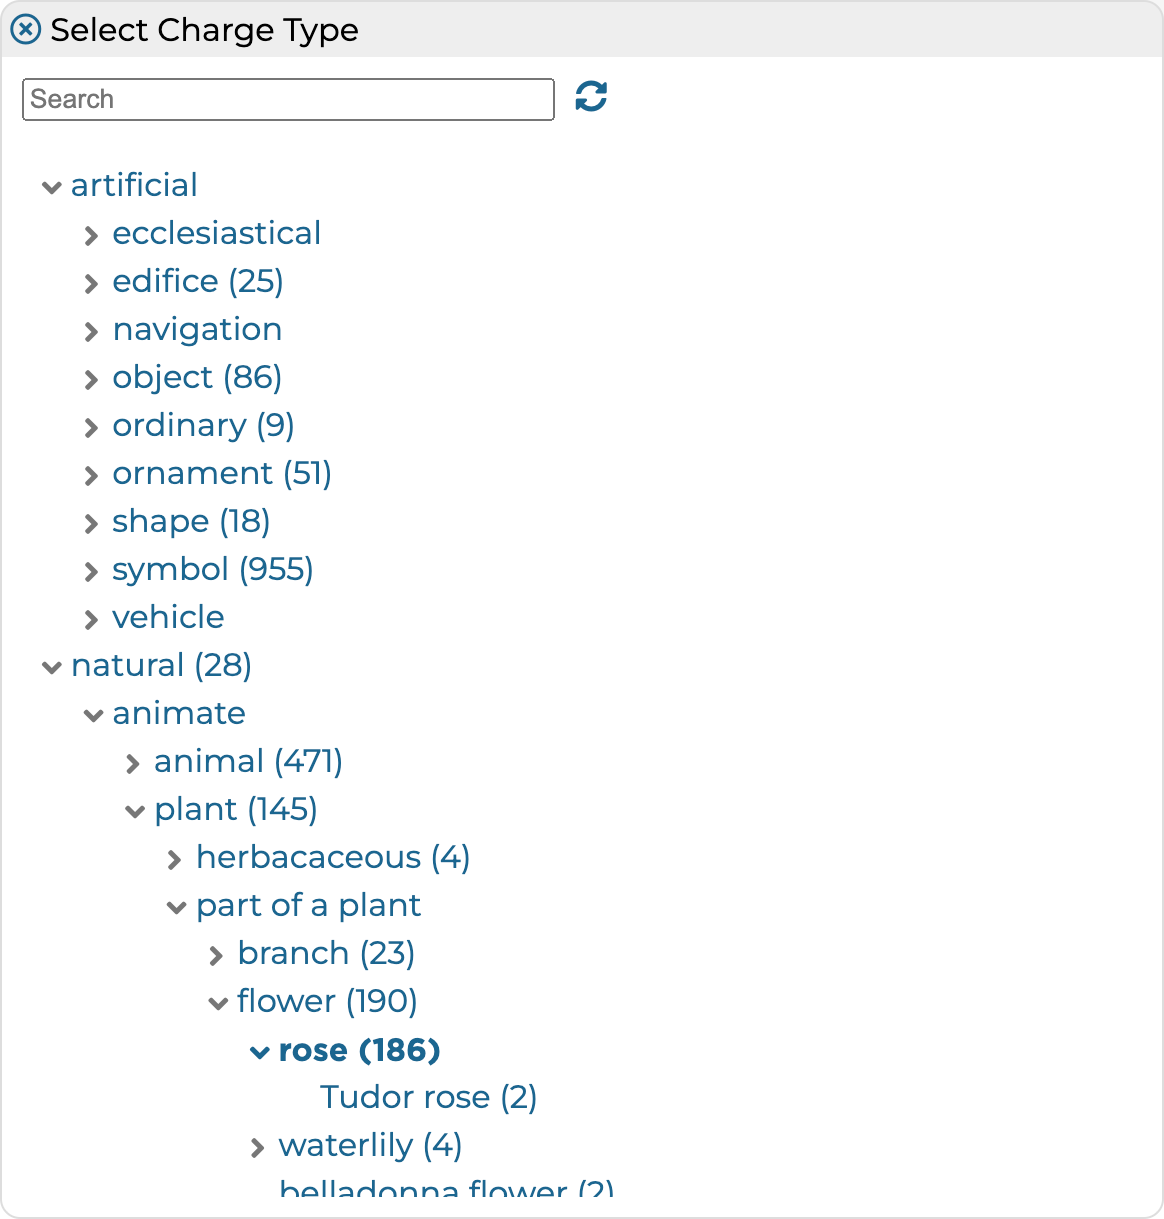 Select Charge Type
Search
artificial
ecclesiastical
edifice (25)
navigation
object (86)
ordinary (9)
ornament (51)
shape (18)
symbol (955)
vehicle
natural (28)
animate
animal (471)
plant (145)
herbacaceous (4)
part of a plant
branch (23)
flower (190)
rose (186)
Tudor rose (2)
waterlily (4)
belladonna flower (2)